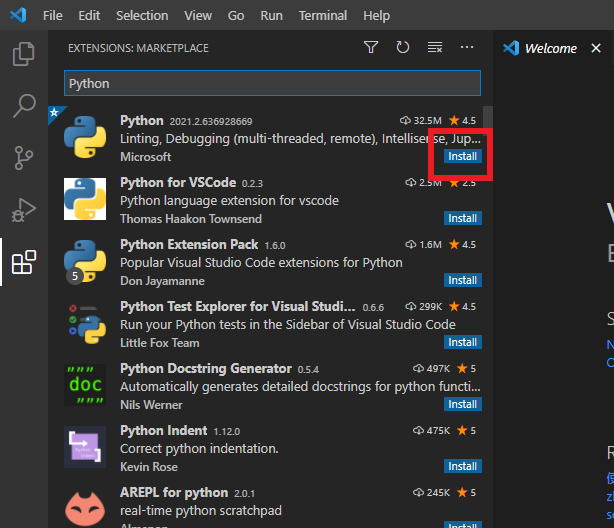 File Edit Selection View Go Run Terminal Help
EXTENSIONS: MARKETPLACE
Welcome
Python
Python 2021.2.636928669 32.5M 4.5
Linting, Debugging (multi-threaded, remote), Intellisense, Jup...
Microsoft Install
Python for VSCode 0.2.3 2.5M 2.5
Python language extension for vscode
Thomas Haakon Townsend Install
Python Extension Pack 1.6.0 1.6M 4.5
Popular Visual Studio Code extensions for Python
5
Don Jayamanne Install
Python Test Explorer for Visual Studi... 0.6.6 299K 4.5
Run your Python tests in the Sidebar of Visual Studio Code
Little Fox Team Install
Python Docstring Generator 0.5.4 497K 5
"""
doc
"""
Automatically generates detailed docstrings for python functi...
Nils Werner Install
Python Indent 1.12.0 475K 5
Correct python indentation.
Kevin Rose Install
AREPL for python 2.0.1 245K 5
real-time python scratchpad